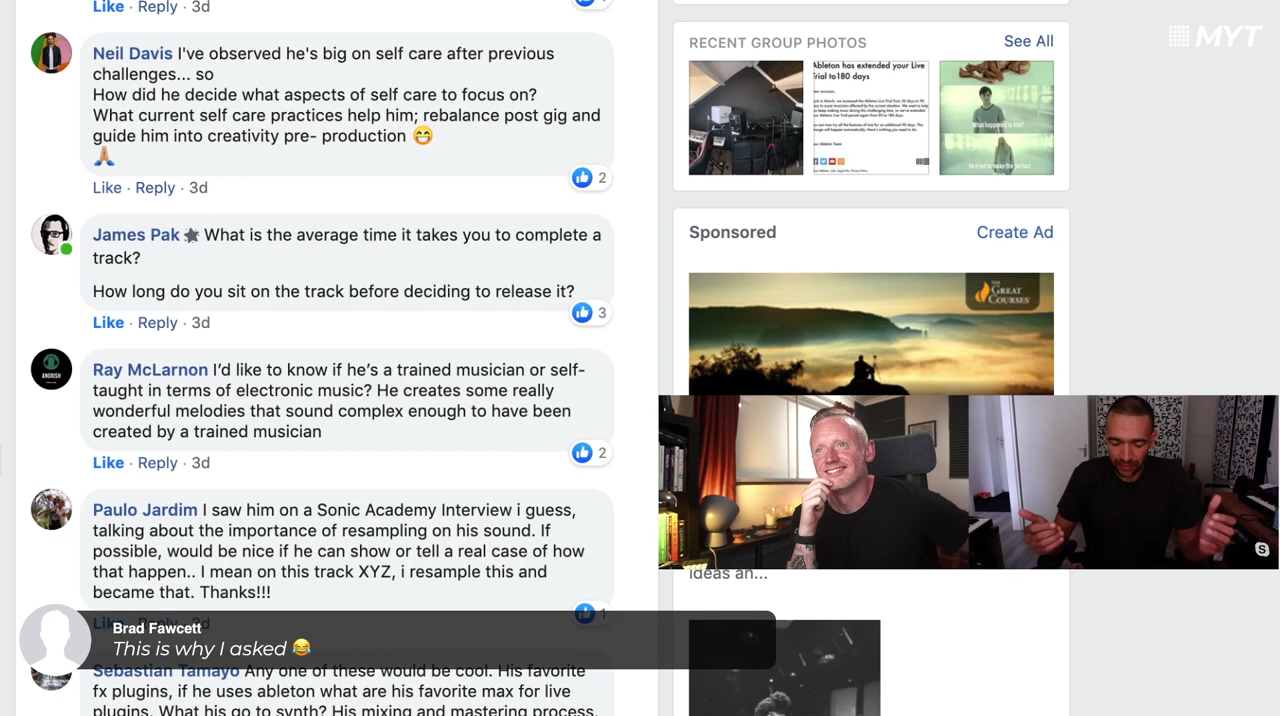 Like · Reply · 3d
Neil Davis I've observed he's big on self care after previous
challenges... so
How did he decide what aspects of self care to focus on?
What kind of self care practices help him; rebalance post gig and
guide him into creativity pre- production 😁
🙏🏼
2
Like · Reply · 3d
James Pak What is the average time it takes you to complete a
track?
How long do you sit on the track before deciding to release it?
3
Like · Reply · 3d
ANGRISH
Ray McLarnon I'd like to know if he's a trained musician or self-
taught in terms of electronic music? He creates some really
wonderful melodies that sound complex enough to have been
created by a trained musician
2
Like · Reply · 3d
Paulo Jardim I saw him on a Sonic Academy Interview i guess,
talking about the importance of resampling on his sound. If
possible, would be nice if he can show or tell a real case of how
that happen.. I mean on this track XYZ, i resample this and
became that. Thanks!!!
1
Brad Fawcett
This is why I asked 😂
Sebastian Tamayo Any one of these would be cool. His favorite
fx plugins, if he uses ableton what are his favorite max for live
plugins. What his go to synth? His mixing and mastering process.
RECENT GROUP PHOTOS
See All
MYT
Ableton has extended your Live
Trial to180 days
What happened is love?
Sponsored
Create Ad
THE
GREAT
COURSES
ideas an...